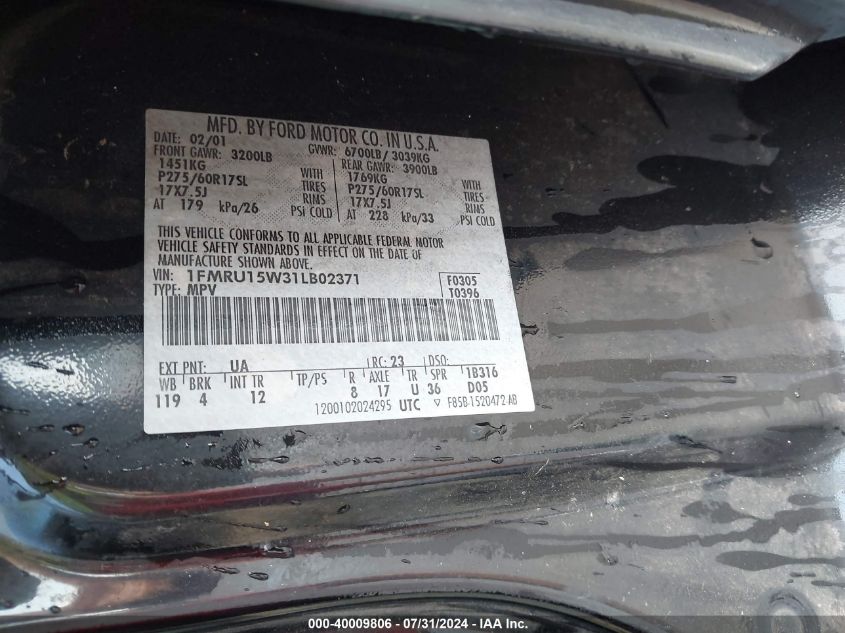 MFD. BY FORD MOTOR CO. IN U.S.A.
DATE: 02/01 GVWR: 6700LB/ 3039KG
FRONT GAWR: 3200LB REAR GAWR: 3900LB
1451KG WITH 1769KG WITH
P275/60R17SL TIRES P275/60R17SL TIRES
17X7.5J RIMS 17X7.5J RIMS
AT 179 kPa/26 PSI COLD AT 228 kPa/33 PSI COLD
THIS VEHICLE CONFORMS TO ALL APPLICABLE FEDERAL MOTOR
VEHICLE SAFETY STANDARDS IN EFFECT ON THE DATE OF
MANUFACTURE SHOWN ABOVE.
VIN: 1FMRU15W31LB02371 F0305
TYPE: MPV T0396
EXT PNT: UA RC: 23 DSO:
WB BRK INT TR TP/PS R AXLE TR SPR 1B316
119 4 12 8 17 U 36 D05
1200102024295 UTC F85B-1520472-AB
000-40009806 - 07/31/2024 - IAA Inc.